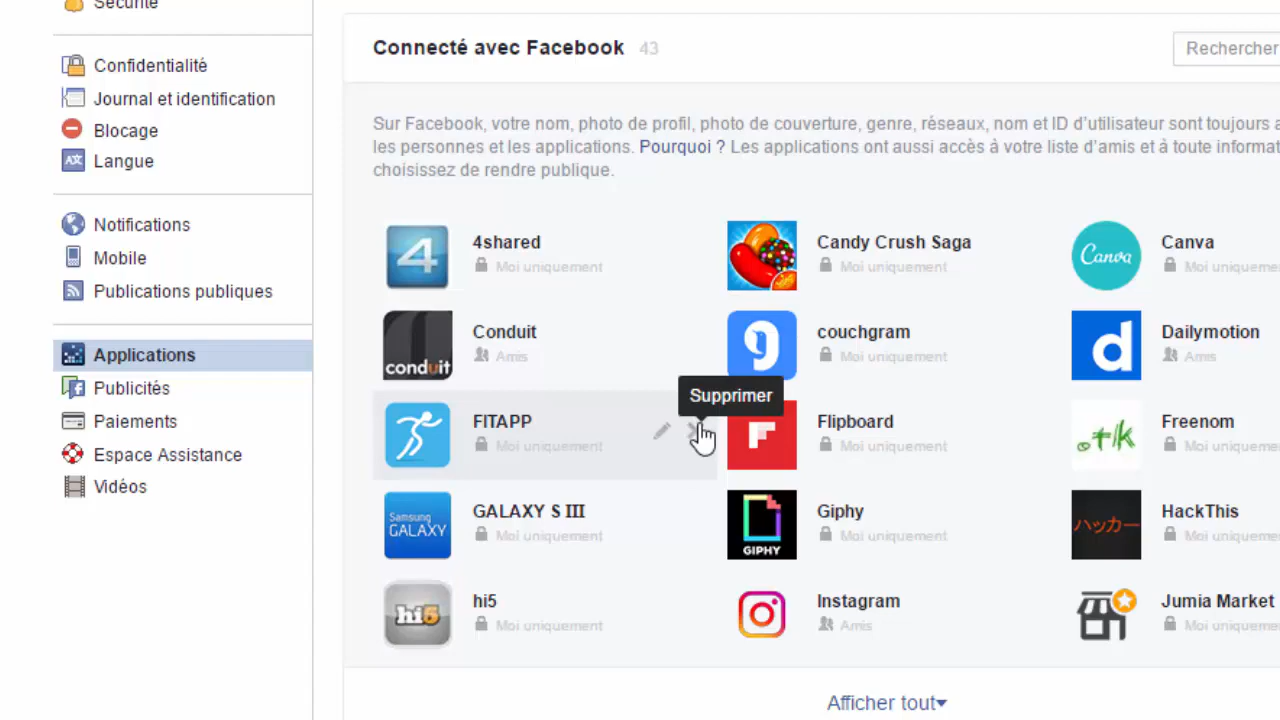 Sécurité
Confidentialité
Journal et identification
Blocage
Langue
Notifications
Mobile
Publications publiques
Applications
Publicités
Paiements
Espace Assistance
Vidéos
Connecté avec Facebook 43
Rechercher
Sur Facebook, votre nom, photo de profil, photo de couverture, genre, réseaux, nom et ID d’utilisateur sont toujours
les personnes et les applications. Pourquoi ? Les applications ont aussi accès à votre liste d’amis et à toute
choisissez de rendre publique.
4
4shared
Moi uniquement
Candy Crush Saga
Moi uniquement
Canva
Canva
Moi
conduit
Conduit
Amis
couchgram
Moi uniquement
d
Dailymotion
Amis
FITAPP
Moi uniquement
Supprimer
Flipboard
Moi uniquement
Freenom
Moi
Samsung
GALAXY
GALAXY S III
Moi uniquement
GIPHY
Giphy
Moi uniquement
ハッカー
HackThis
Moi
hi5
hi5
Moi uniquement
Instagram
Amis
Jumia Market
Moi
Afficher tout